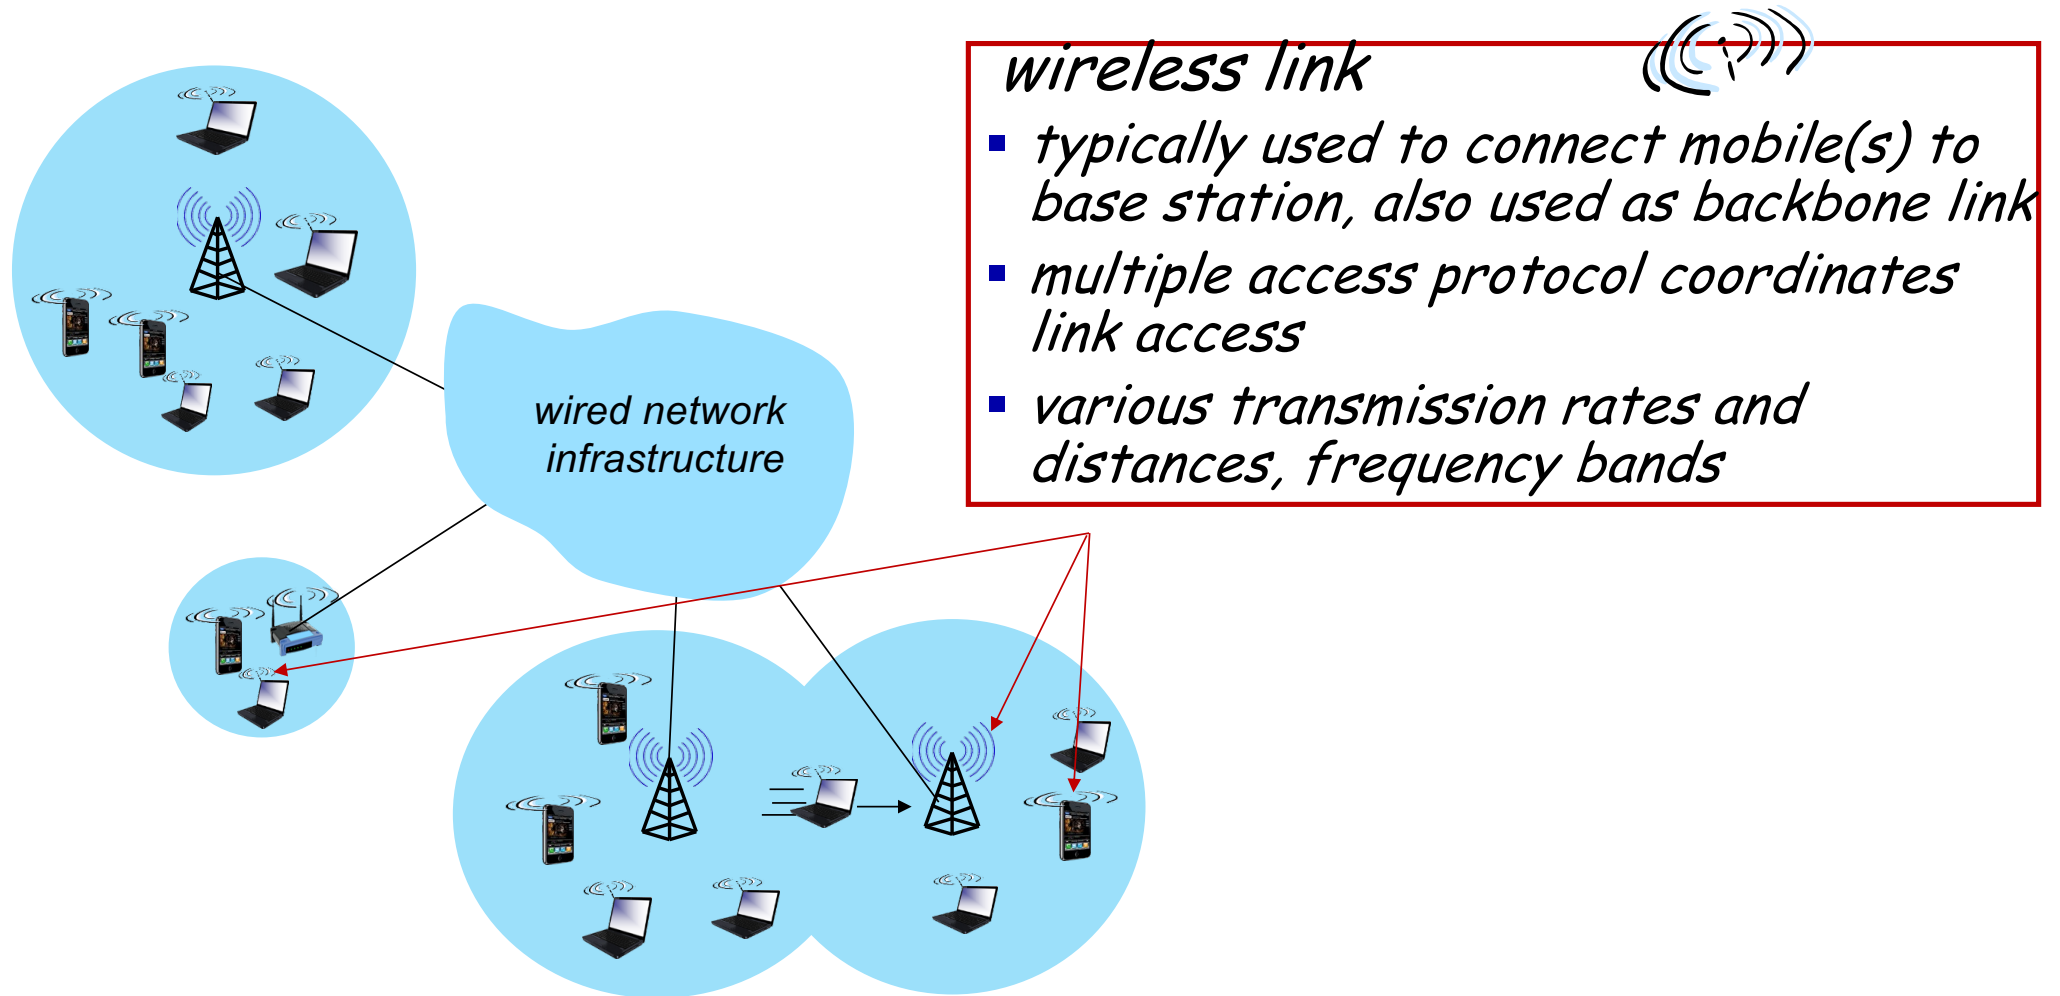 wireless link
▪ typically used to connect mobile(s) to
base station, also used as backbone link
▪ multiple access protocol coordinates
link access
▪ various transmission rates and
distances, frequency bands
wired network
infrastructure